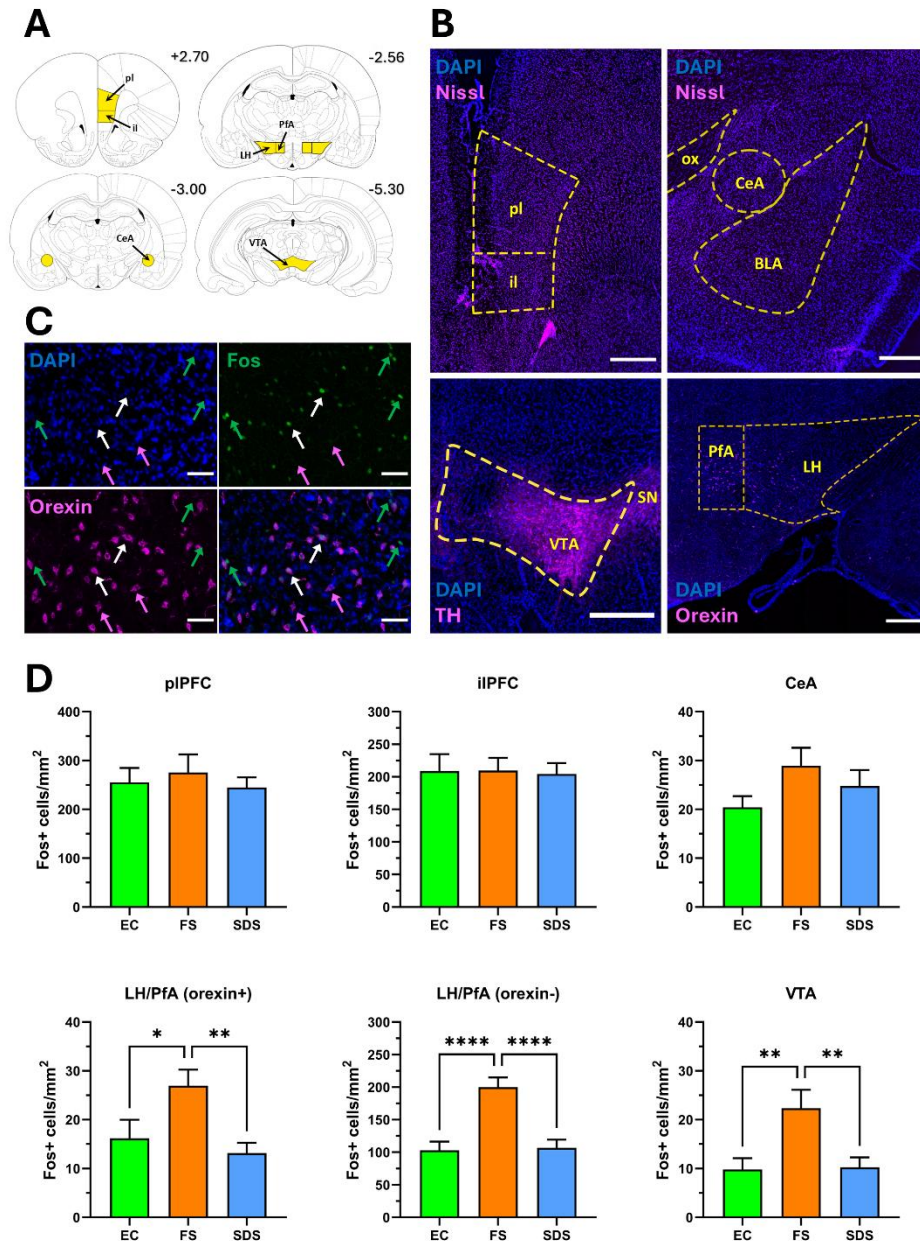 A
+2.70
pl
il
-2.56
PfA
LH
-3.00
CeA
-5.30
VTA
B
DAPI
Nissl
pl
il
DAPI
Nissl
ox
CeA
BLA
SN
VTA
DAPI
TH
PfA
LH
DAPI
Orexin
C
DAPI
Fos
Orexin
D
plPFC
Fos+ cells/mm²
400
300
200
100
0
EC FS SDS
ilPFC
Fos+ cells/mm²
300
250
200
150
100
50
0
EC FS SDS
CeA
Fos+ cells/mm²
40
30
20
10
0
EC FS SDS
LH/PfA (orexin+)
Fos+ cells/mm²
40
30
20
10
0
* **
EC FS SDS
LH/PfA (orexin-)
Fos+ cells/mm²
300
250
200
150
100
50
0
**** ****
EC FS SDS
VTA
Fos+ cells/mm²
40
30
20
10
0
** **
EC FS SDS